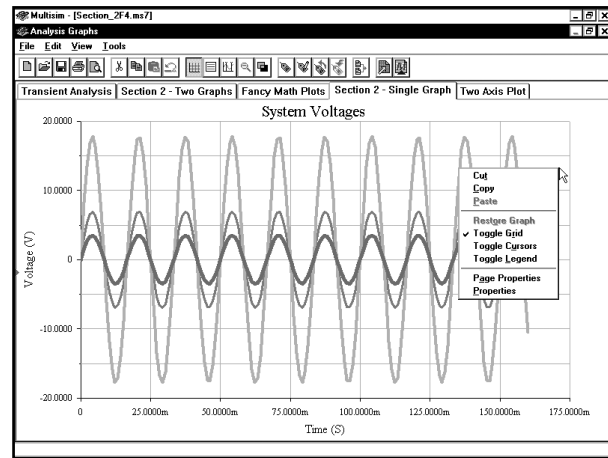 Multisim - [Section_2F4.ms7]
Analysis Graphs
File Edit View Tools
Transient Analysis Section 2 - Two Graphs Fancy Math Plots Section 2 - Single Graph Two Axis Plot
System Voltages
20.0000
10.0000
0
-10.0000
-20.0000
Voltage (V)
Cut
Copy
Paste
Restore Graph
Toggle Grid
Toggle Cursors
Toggle Legend
Page Properties
Properties
0 25.0000m 50.0000m 75.0000m 100.0000m 125.0000m 150.0000m 175.0000m
Time (S)